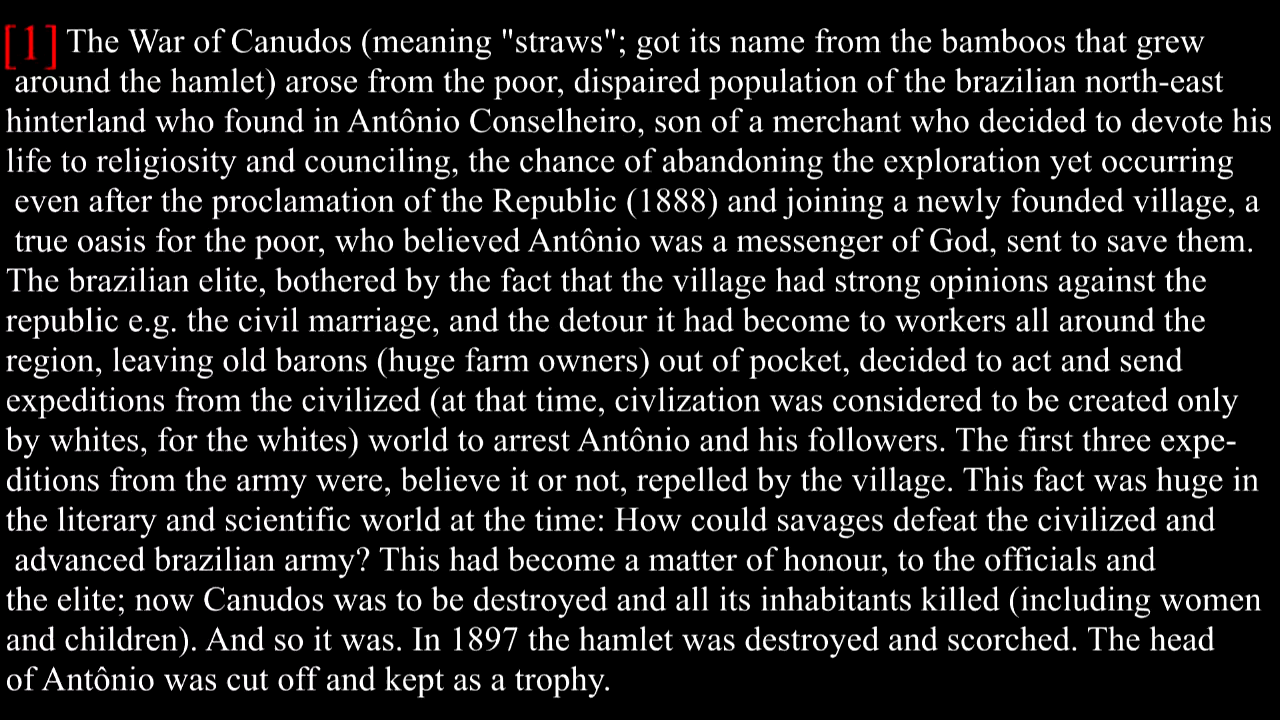 [1] The War of Canudos (meaning "straws"; got its name from the bamboos that grew
around the hamlet) arose from the poor, dispaired population of the brazilian north-east
hinterland who found in Antônio Conselheiro, son of a merchant who decided to devote his
life to religiosity and counciling, the chance of abandoning the exploration yet occurring
even after the proclamation of the Republic (1888) and joining a newly founded village, a
true oasis for the poor, who believed Antônio was a messenger of God, sent to save them.
The brazilian elite, bothered by the fact that the village had strong opinions against the
republic e.g. the civil marriage, and the detour it had become to workers all around the
region, leaving old barons (huge farm owners) out of pocket, decided to act and send
expeditions from the civilized (at that time, civlization was considered to be created only
by whites, for the whites) world to arrest Antônio and his followers. The first three expe-
ditions from the army were, believe it or not, repelled by the village. This fact was huge in
the literary and scientific world at the time: How could savages defeat the civilized and
advanced brazilian army? This had become a matter of honour, to the officials and
the elite; now Canudos was to be destroyed and all its inhabitants killed (including women
and children). And so it was. In 1897 the hamlet was destroyed and scorched. The head
of Antônio was cut off and kept as a trophy.